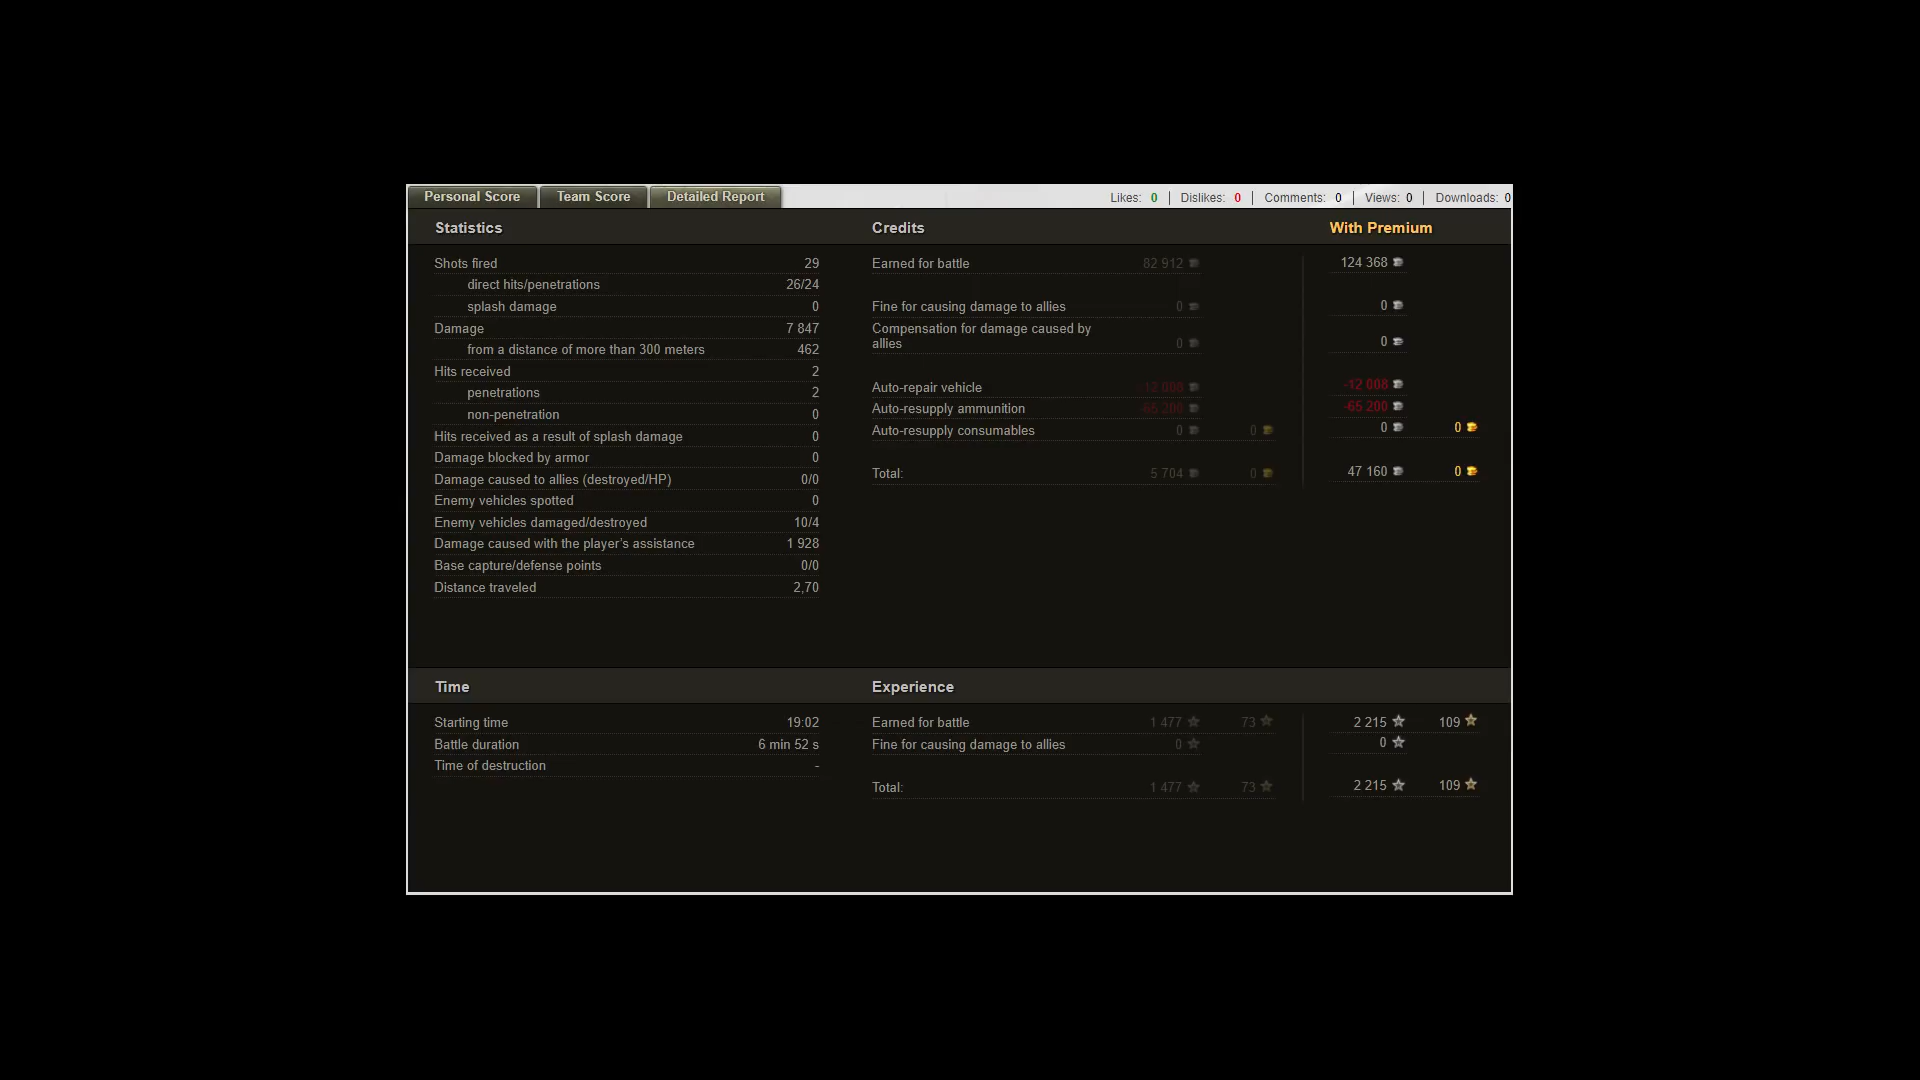 Personal Score Team Score Detailed Report Likes: 0 | Dislikes: 0 | Comments: 0 | Views: 0 | Downloads: 0
Statistics Credits With Premium
Shots fired 29 Earned for battle 82 912 124 368
direct hits/penetrations 26/24
splash damage 0 Fine for causing damage to allies 0 0
Damage 7 847 Compensation for damage caused by
allies 0 0
from a distance of more than 300 meters 462
Hits received 2
penetrations 2 Auto-repair vehicle -12 008 -12 008
non-penetration 0 Auto-resupply ammunition -65 200 -65 200
Hits received as a result of splash damage 0 Auto-resupply consumables 0 0 0 0
Damage blocked by armor 0
Damage caused to allies (destroyed/HP) 0/0 Total: 5 704 0 47 160 0
Enemy vehicles spotted 0
Enemy vehicles damaged/destroyed 10/4
Damage caused with the player's assistance 1 928
Base capture/defense points 0/0
Distance traveled 2,70
Time Experience
Starting time 19:02 Earned for battle 1 477 73 2 215 109
Battle duration 6 min 52 s Fine for causing damage to allies 0 0
Time of destruction -
Total: 1 477 73 2 215 109